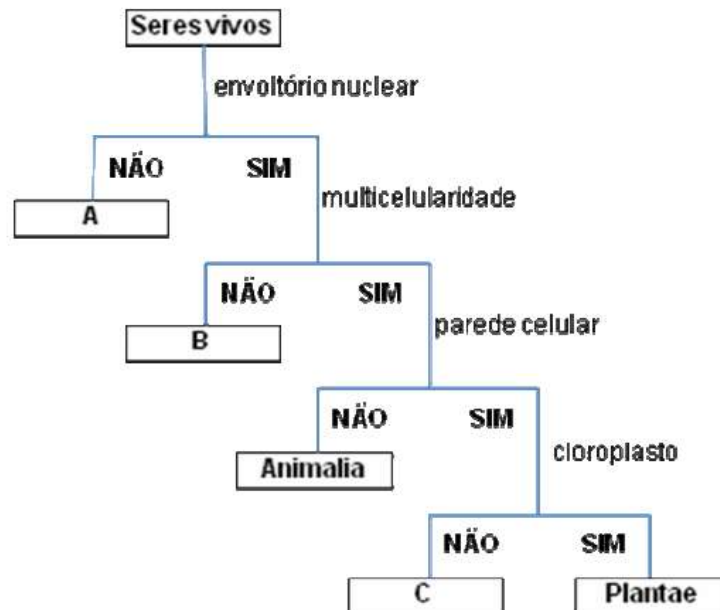 Seres vivos
envoltório nuclear
NÃO SIM
A
multicelularidade
NÃO SIM
B
parede celular
NÃO SIM
Animalia
cloroplasto
NÃO SIM
C Plantae